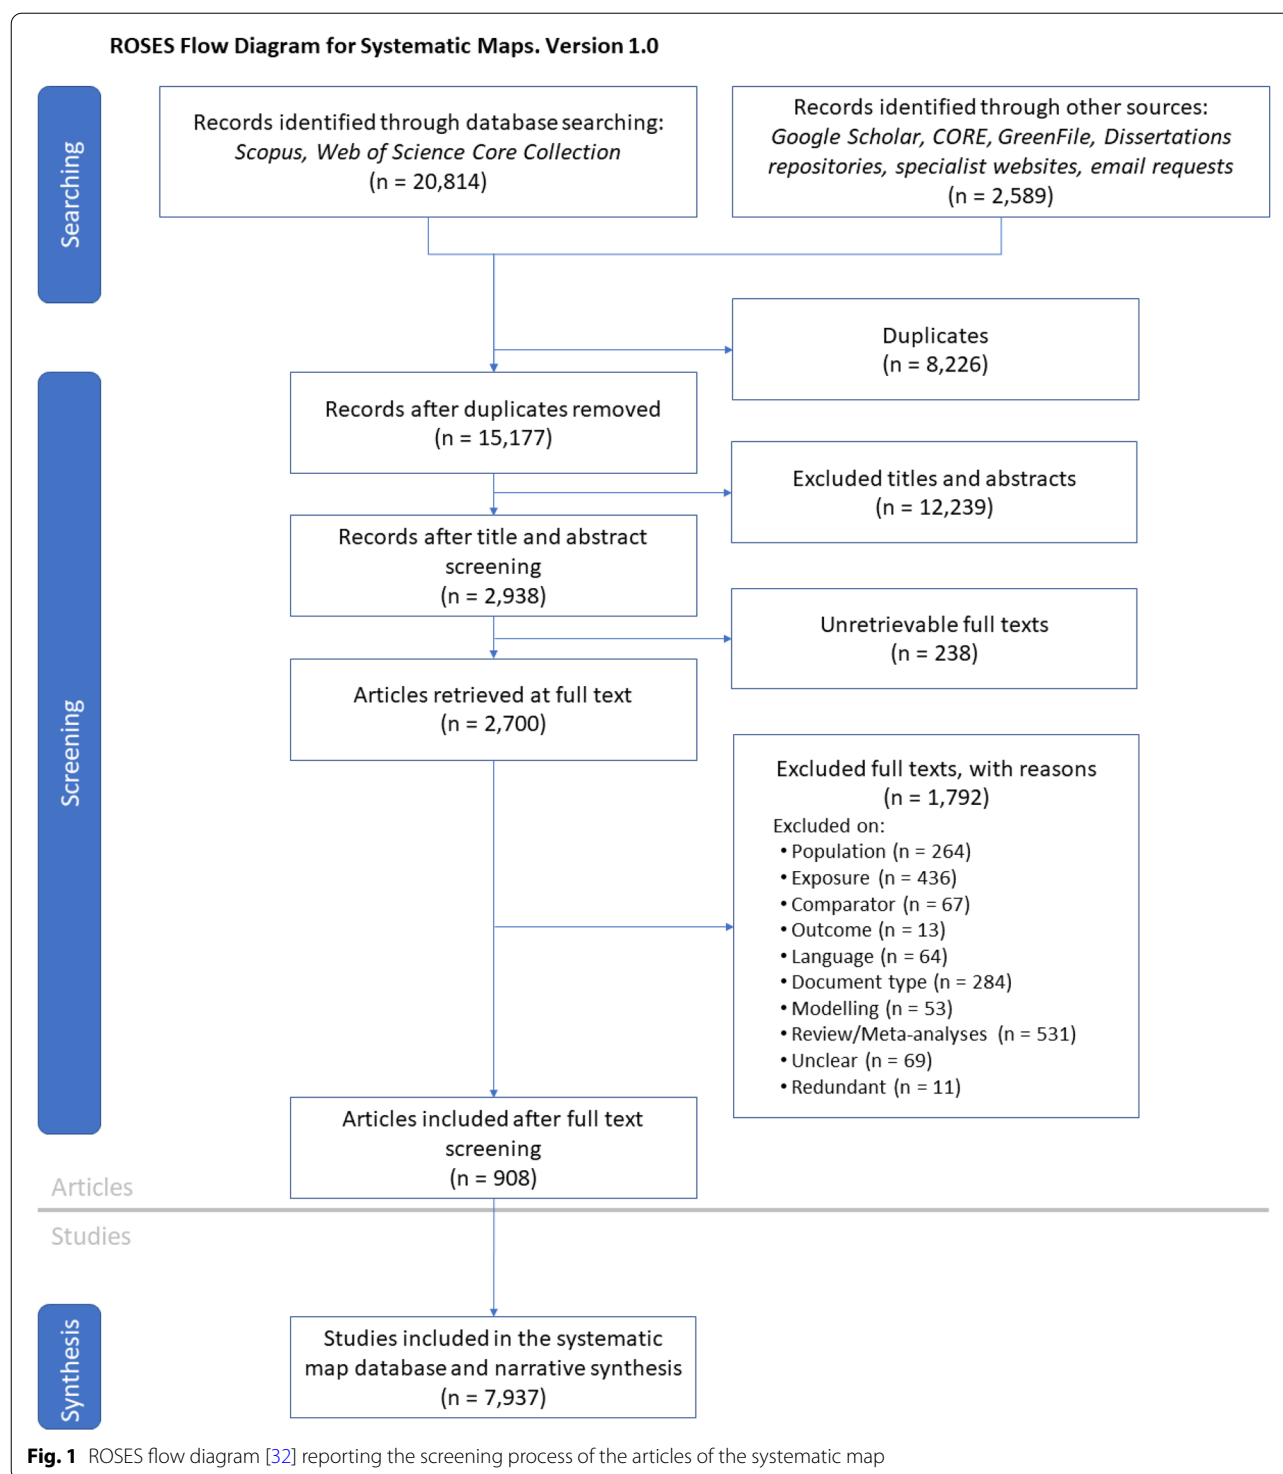 ROSES Flow Diagram for Systematic Maps. Version 1.0
Searching
Records identified through database searching:
Scopus, Web of Science Core Collection
(n = 20,814)
Records identified through other sources:
Google Scholar, CORE, GreenFile, Dissertations
repositories, specialist websites, email requests
(n = 2,589)
Duplicates
(n = 8,226)
Screening
Records after duplicates removed
(n = 15,177)
Excluded titles and abstracts
(n = 12,239)
Records after title and abstract
screening
(n = 2,938)
Unretrievable full texts
(n = 238)
Articles retrieved at full text
(n = 2,700)
Excluded full texts, with reasons
(n = 1,792)
Excluded on:
• Population (n = 264)
• Exposure (n = 436)
• Comparator (n = 67)
• Outcome (n = 13)
• Language (n = 64)
• Document type (n = 284)
• Modelling (n = 53)
• Review/Meta-analyses (n = 531)
• Unclear (n = 69)
• Redundant (n = 11)
Articles included after full text
screening
(n = 908)
Articles
Studies
Synthesis
Studies included in the systematic
map database and narrative synthesis
(n = 7,937)
Fig. 1 ROSES flow diagram [32] reporting the screening process of the articles of the systematic map